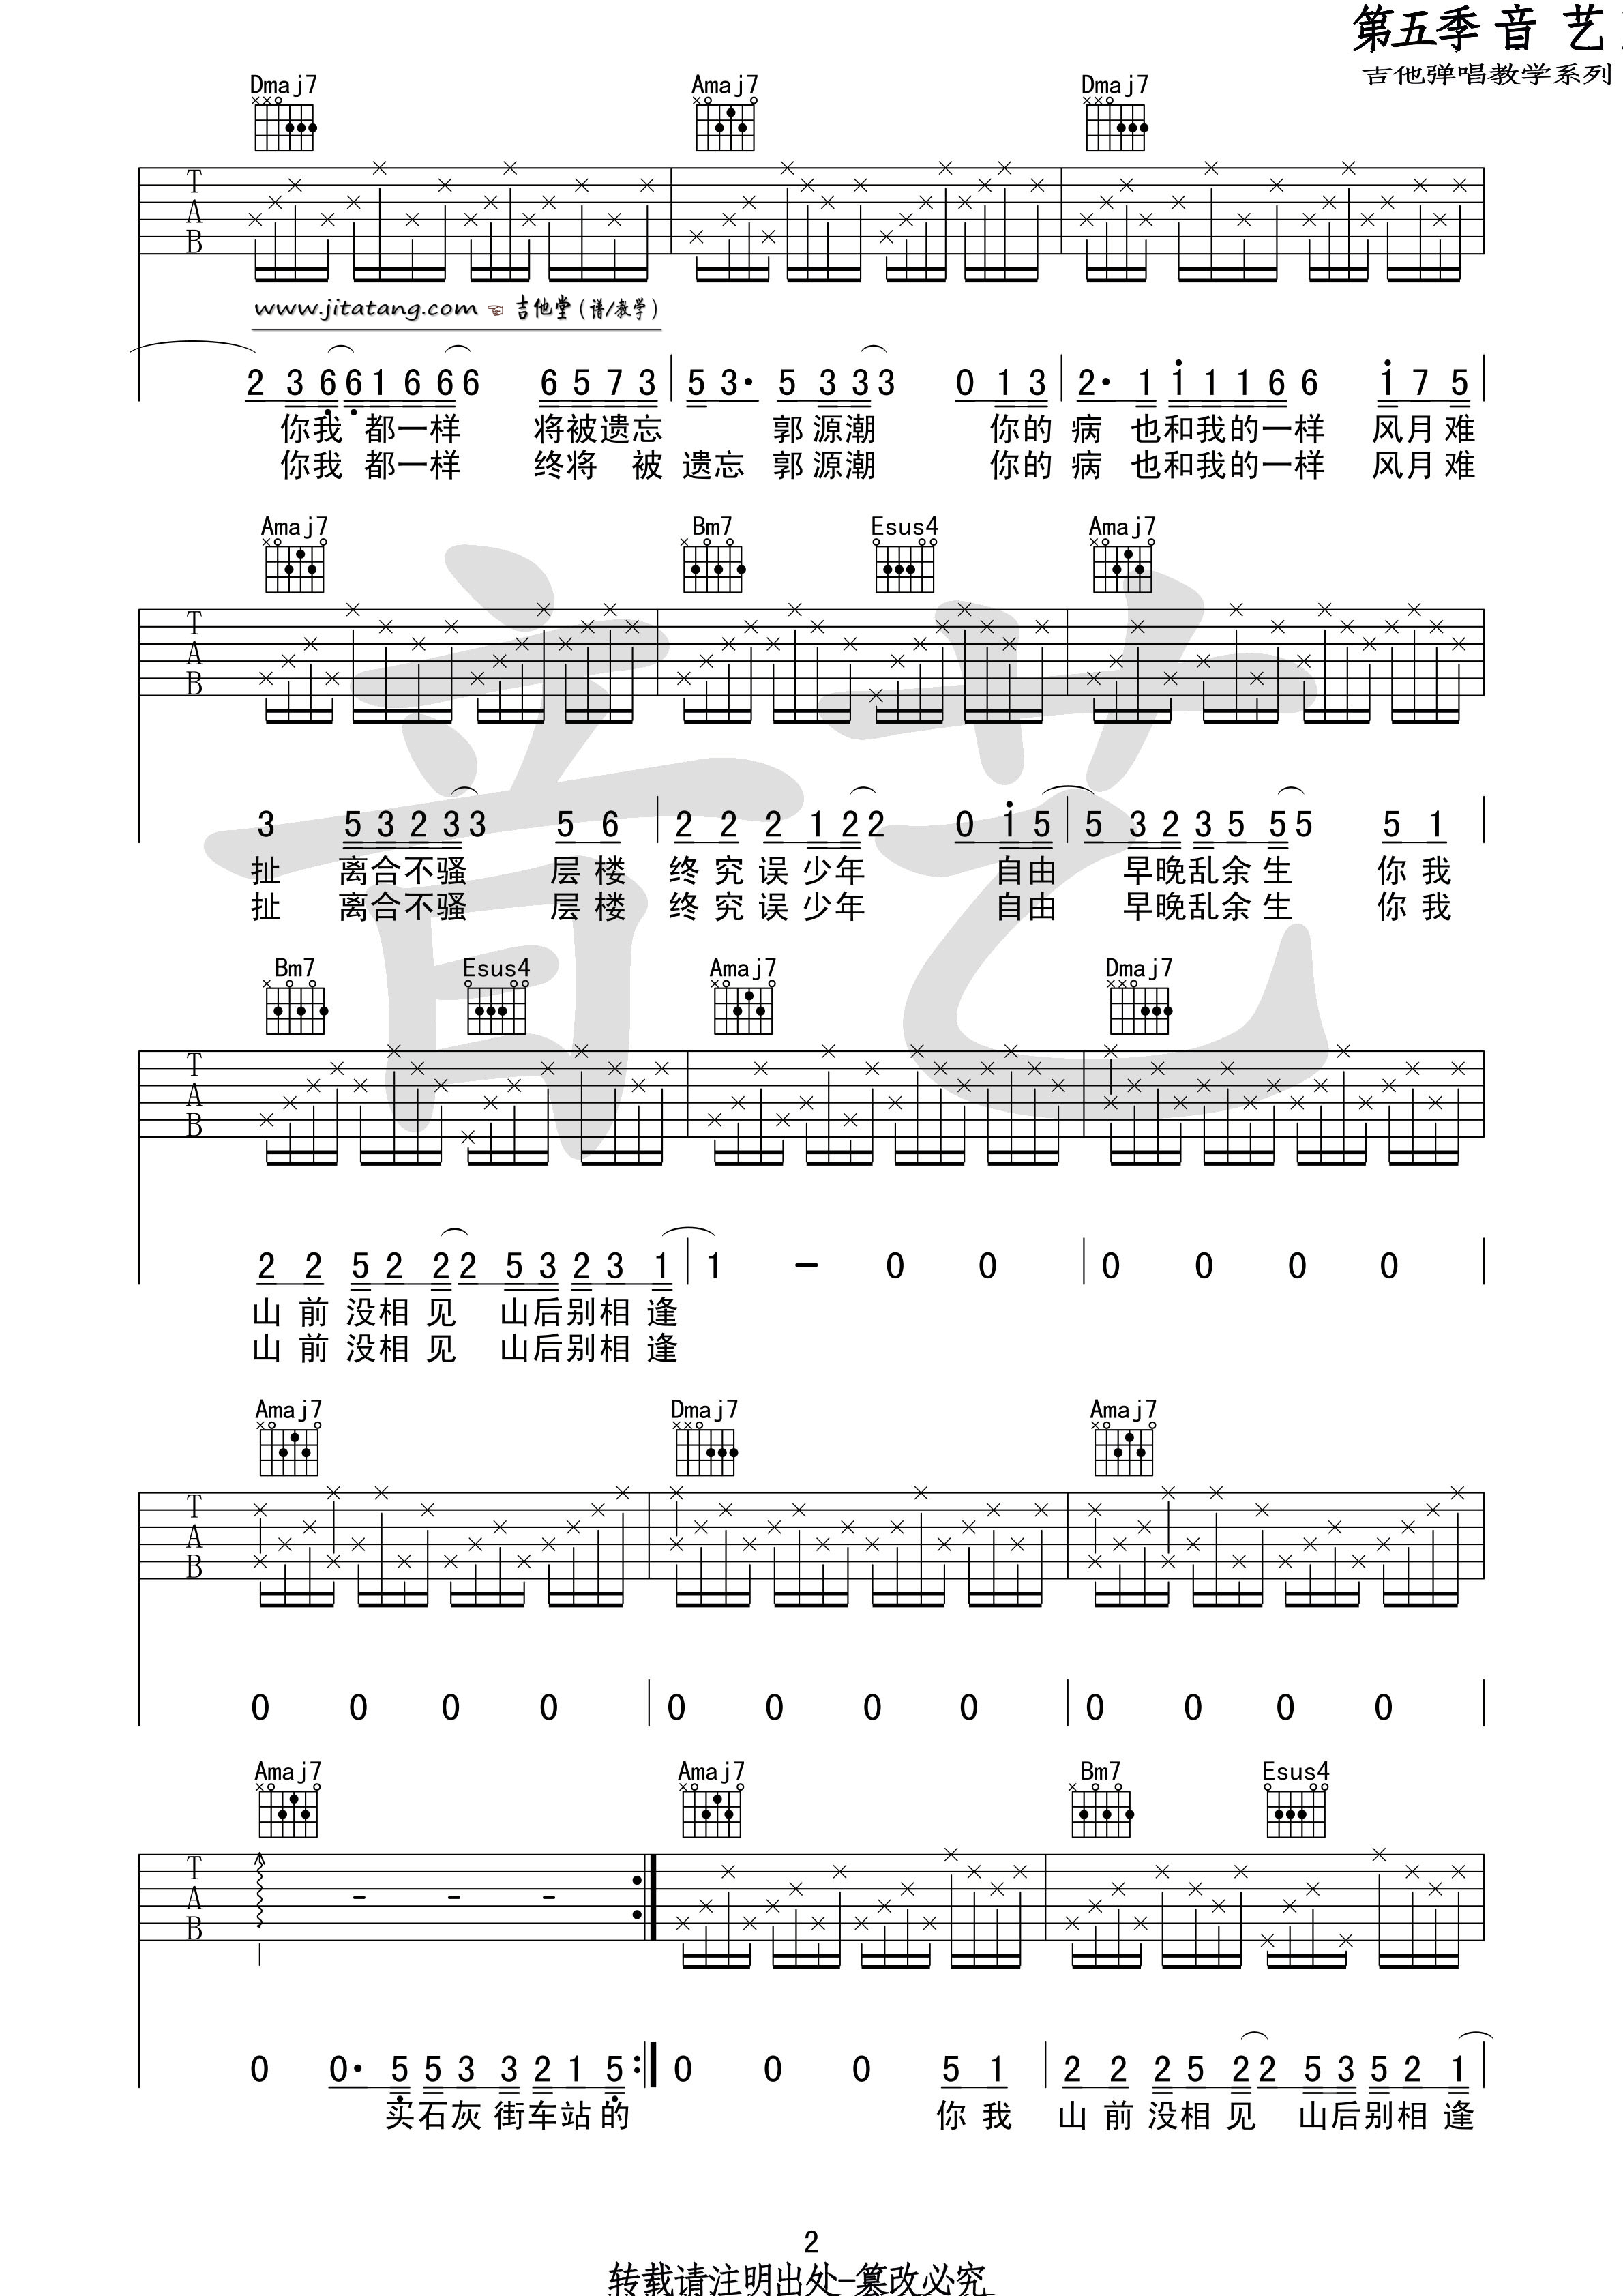 第五季 音 艺
吉他弹唱教学系列
Dmaj7 Amaj7 Dmaj7
T
A
B
www.jitatang.com ☜ 吉他堂(谱/教学)
2 3 6 6 1 6 6 6 6 5 7 3 5 3· 5 3 3 3 0 1 3 2· 1 1 1 1 6 6 1 7 5
你我 都一样 将被遗忘 郭源潮 你的 病 也和我的一样 风月难
你我 都一样 终将 被 遗忘 郭源潮 你的 病 也和我的一样 风月难
Amaj7 Bm7 Esus4 Amaj7
T
A
B
3 5 3 2 3 3 5 6 2 2 2 1 2 2 0 1 5 5 3 2 3 5 5 5 5 1
扯 离合不骚 层楼 终究误少年 自由 早晚乱余生 你我
扯 离合不骚 层楼 终究误少年 自由 早晚乱余生 你我
Bm7 Esus4 Amaj7 Dmaj7
T
A
B
2 2 5 2 2 2 5 3 2 3 1 1 - 0 0 0 0 0 0
山前没相见 山后别相逢
山前没相见 山后别相逢
Amaj7 Dmaj7 Amaj7
T
A
B
0 0 0 0 0 0 0 0 0 0 0 0
Amaj7 Amaj7 Bm7 Esus4
T
A
B
0 0· 5 5 3 3 2 1 5 0 0 0 5 1 2 2 2 5 2 2 5 3 5 2 1
买石灰街车站的 你我 山前没相见 山后别相逢
2
转载请注明出处-篡改必究
音艺